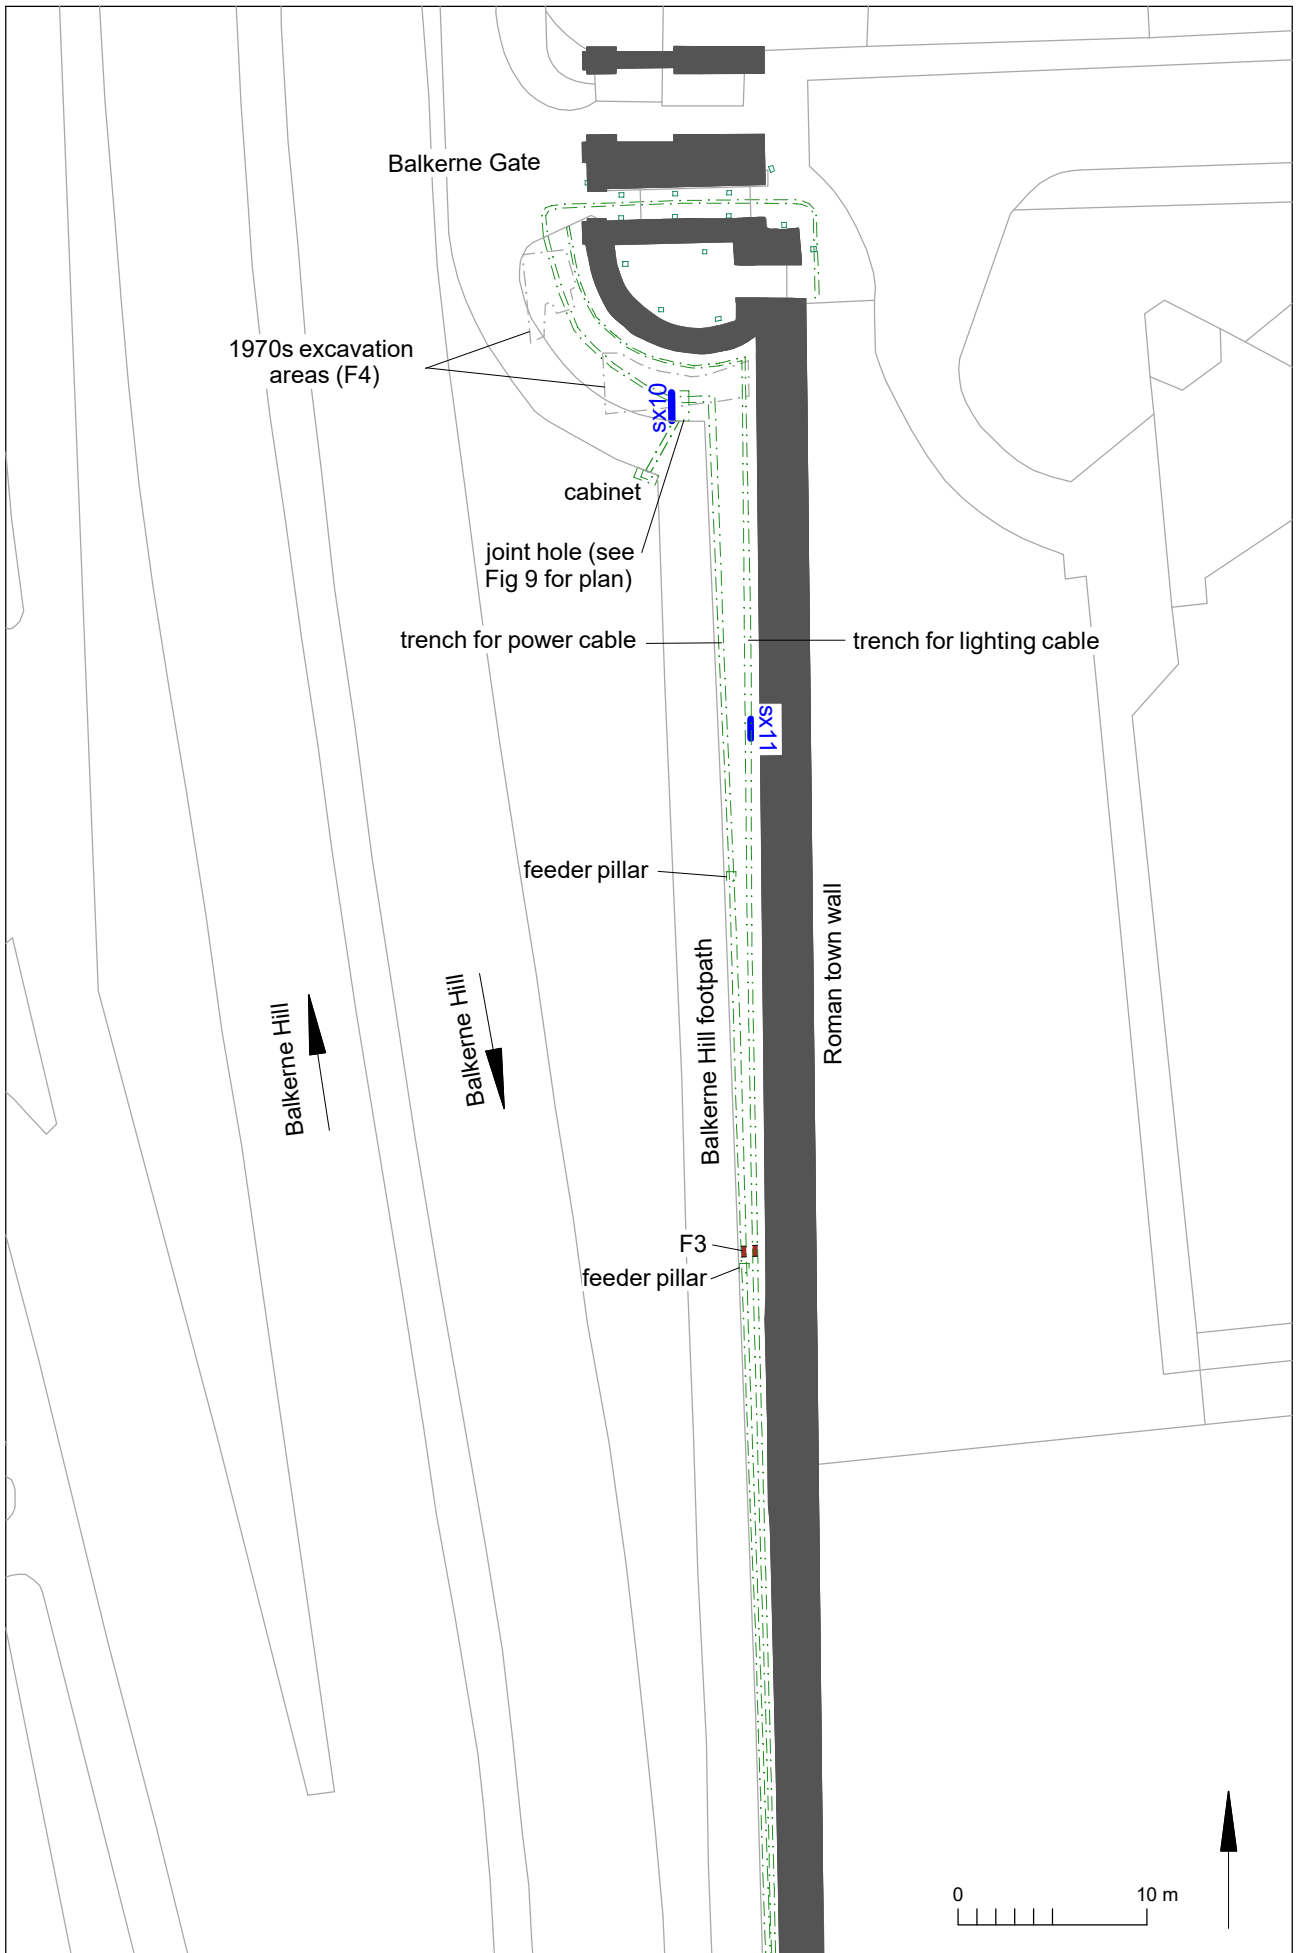 Balkerne Gate
1970s excavation
areas (F4)
sx10
cabinet
joint hole (see
Fig 9 for plan)
trench for power cable
trench for lighting cable
sx11
feeder pillar
Roman town wall
Balkerne Hill footpath
Balkerne Hill
Balkerne Hill
F3
feeder pillar
0
10 m